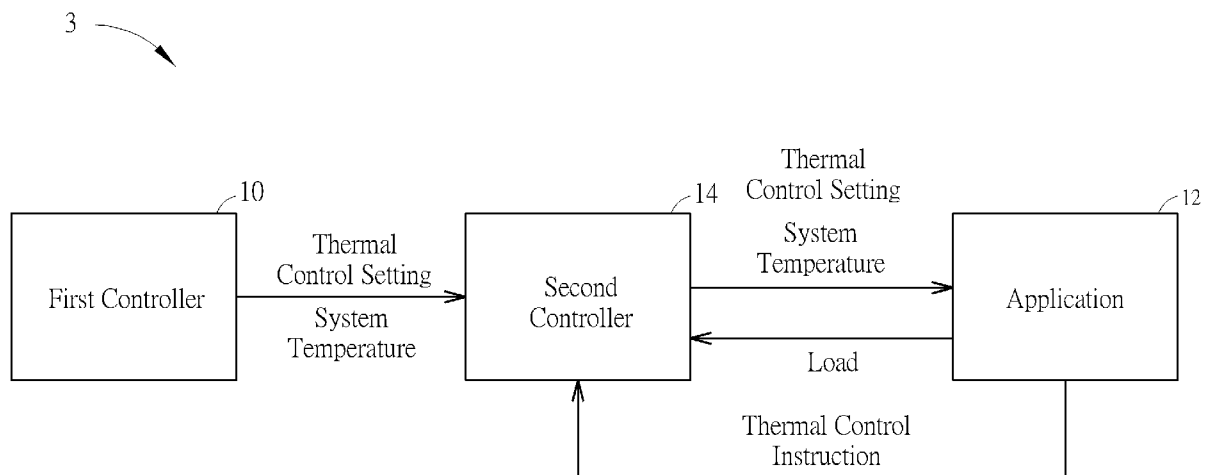 3
10
14
12
First Controller
Thermal
Control Setting
System
Temperature
Second
Controller
Thermal
Control Setting
System
Temperature
Load
Application
Thermal Control
Instruction